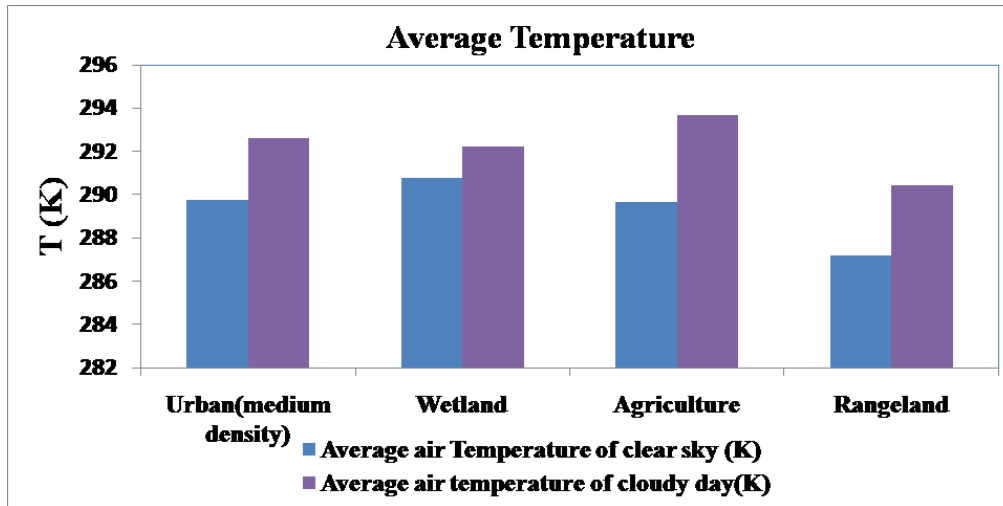 Average Temperature
296
294
292
290
288
286
284
282
T (K)
Urban(medium
density)
Wetland
Agriculture
Rangeland
Average air Temperature of clear sky (K)
Average air temperature of cloudy day(K)